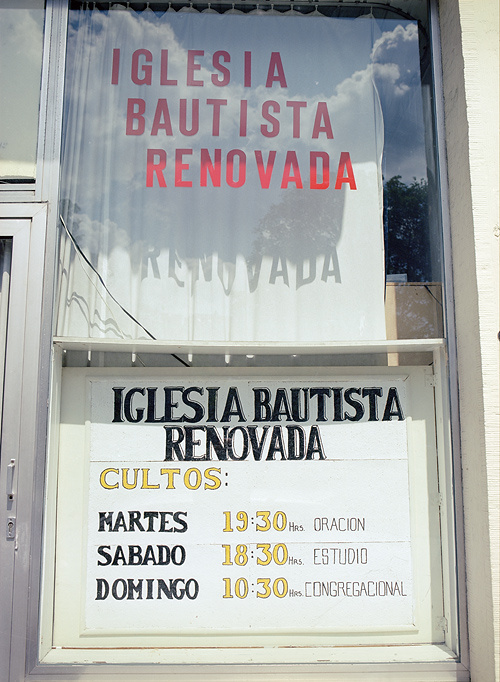 IGLESIA
BAUTISTA
RENOVADA
RENOVADA
IGLESIA BAUTISTA
RENOVADA
CULTOS:
MARTES 19:30 Hrs. ORACION
SABADO 18:30 Hrs. ESTUDIO
DOMINGO 10:30 Hrs. CONGREGACIONAL